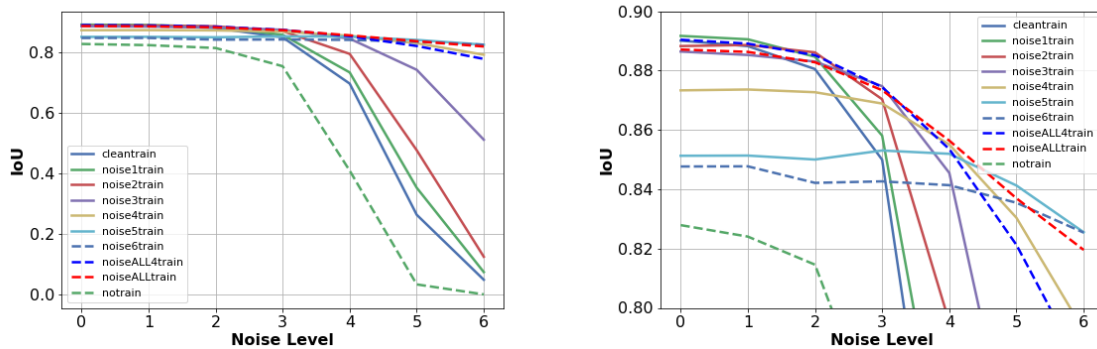 0.8
0.6
0.4
0.2
0.0
IoU
cleantrain
noise1train
noise2train
noise3train
noise4train
noise5train
noise6train
noiseALL4train
noiseALLtrain
notrain
0 1 2 3 4 5 6
Noise Level
0.90
0.88
0.86
0.84
0.82
0.80
IoU
cleantrain
noise1train
noise2train
noise3train
noise4train
noise5train
noise6train
noiseALL4train
noiseALLtrain
notrain
0 1 2 3 4 5 6
Noise Level